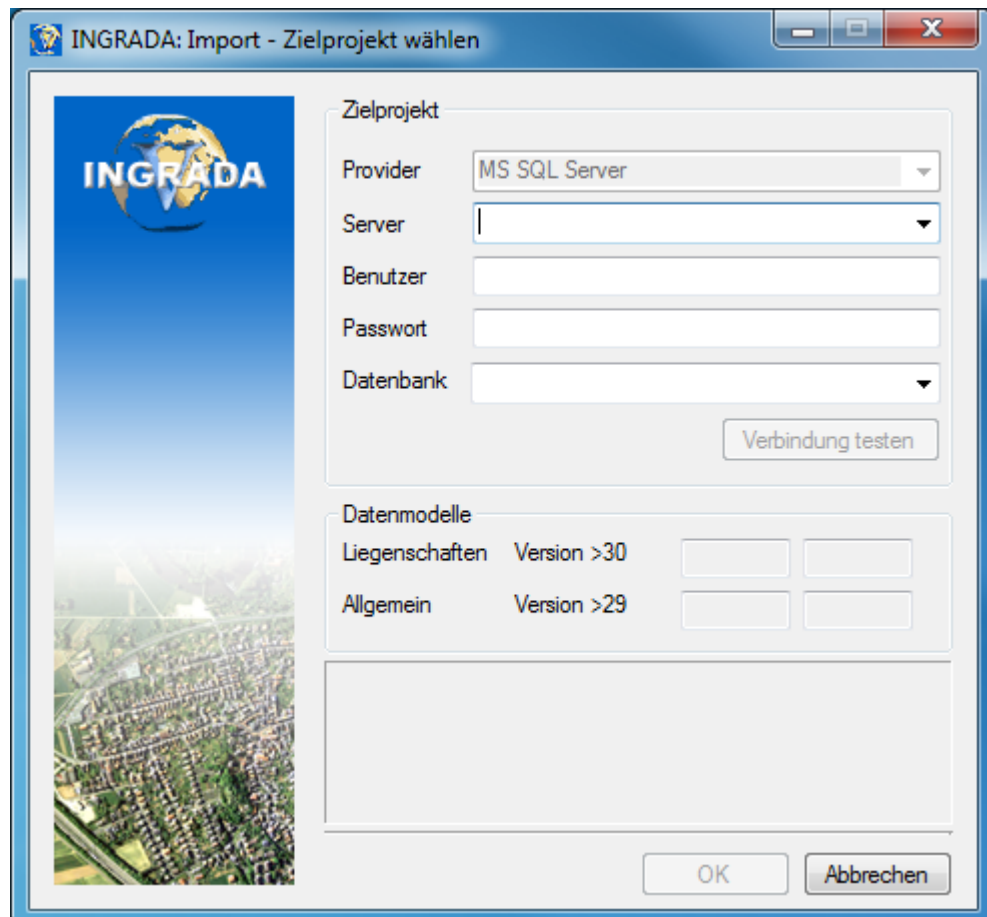 INGRADA: Import - Zielprojekt wählen
INGRADA
Zielprojekt
Provider MS SQL Server
Server
Benutzer
Passwort
Datenbank
Verbindung testen
Datenmodelle
Liegenschaften Version >30
Allgemein Version >29
OK Abbrechen